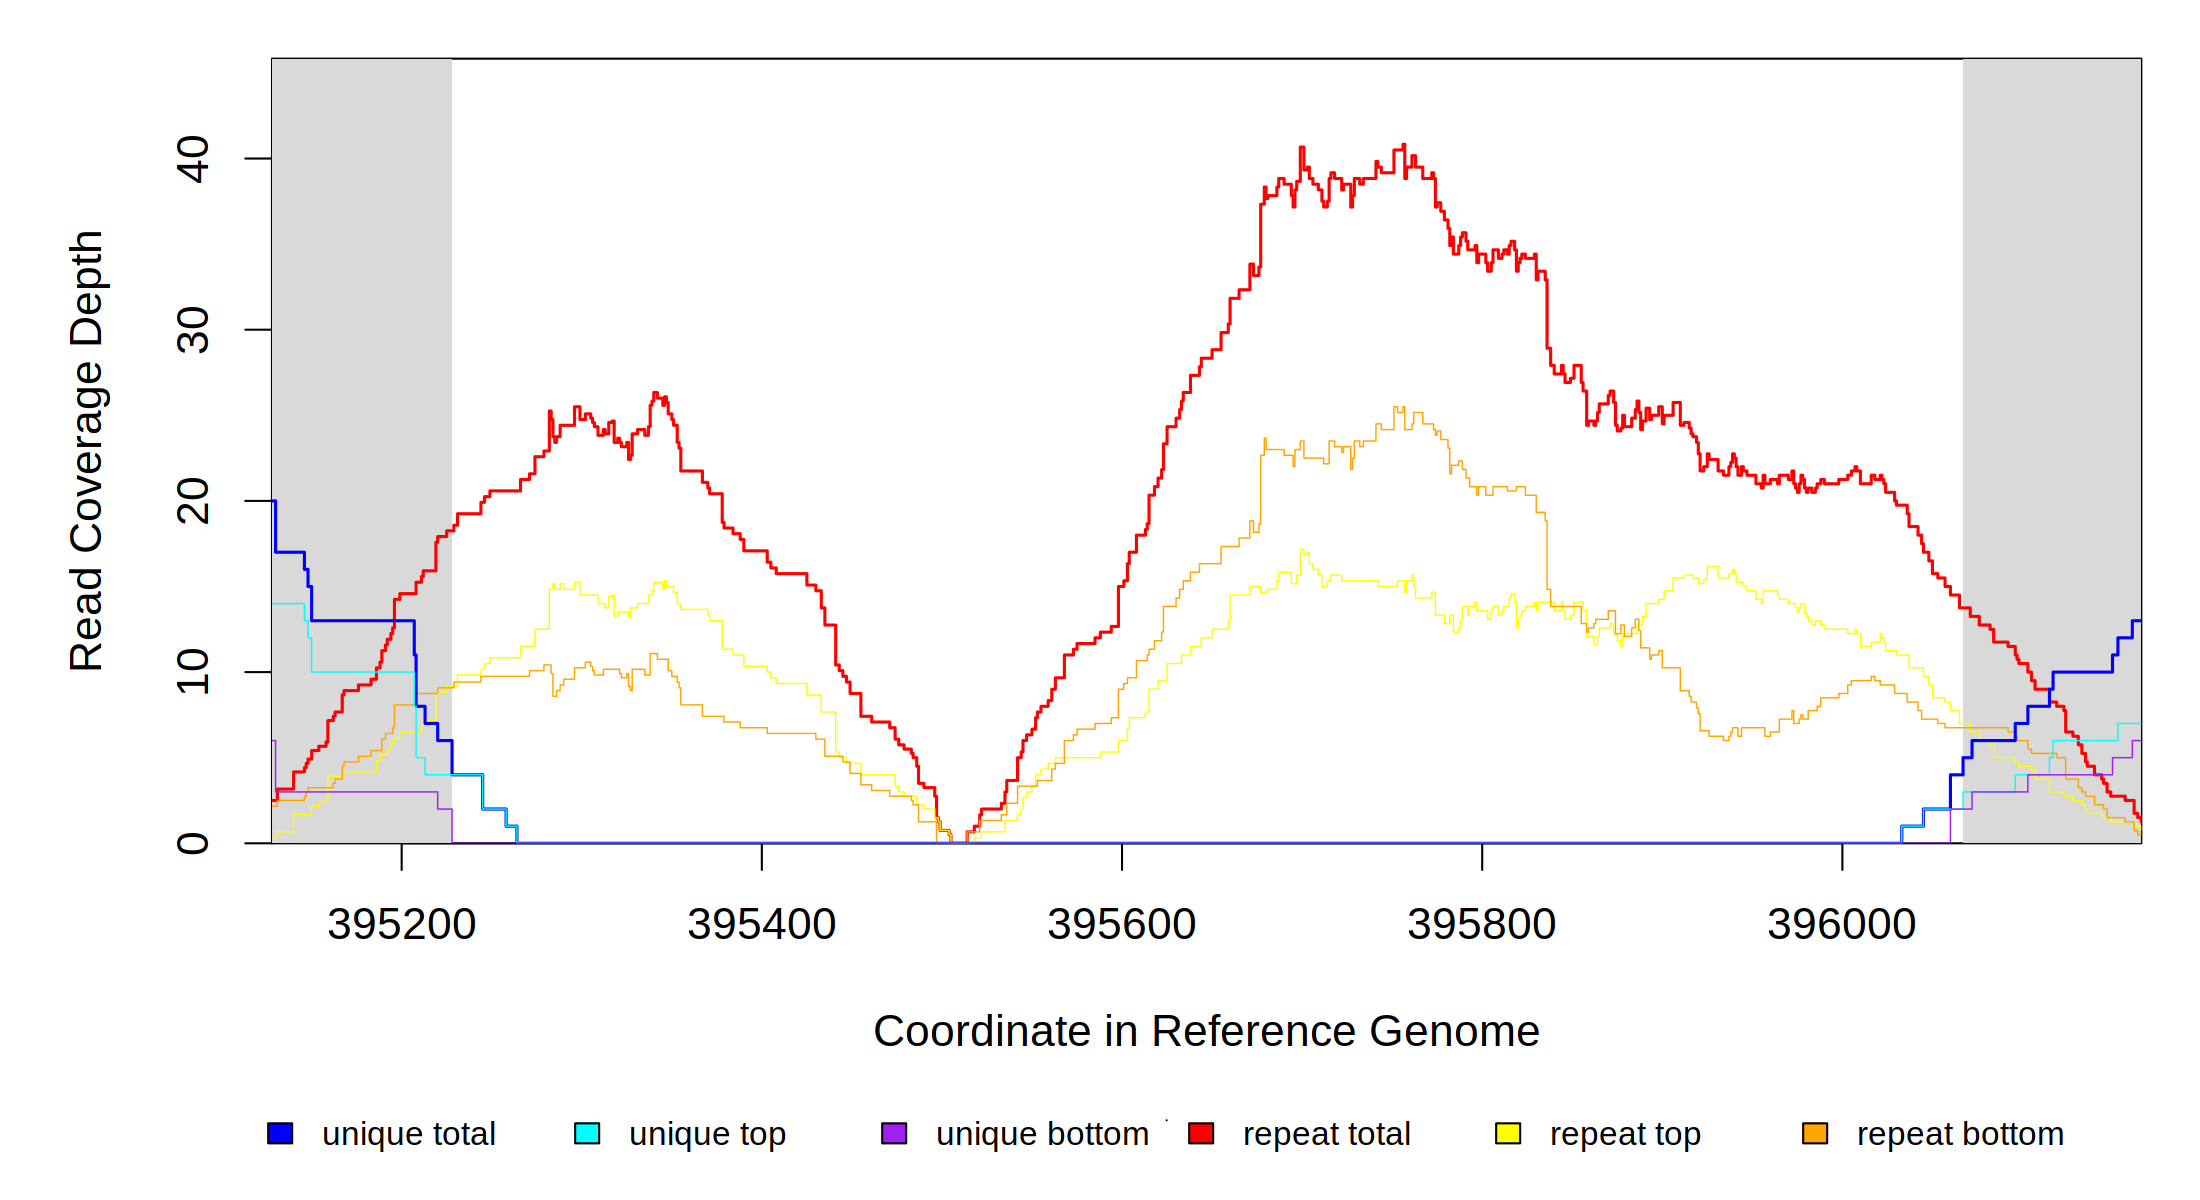 Read Coverage Depth
40
30
20
10
0
395200 395400 395600 395800 396000
Coordinate in Reference Genome
unique total unique top unique bottom repeat total repeat top repeat bottom